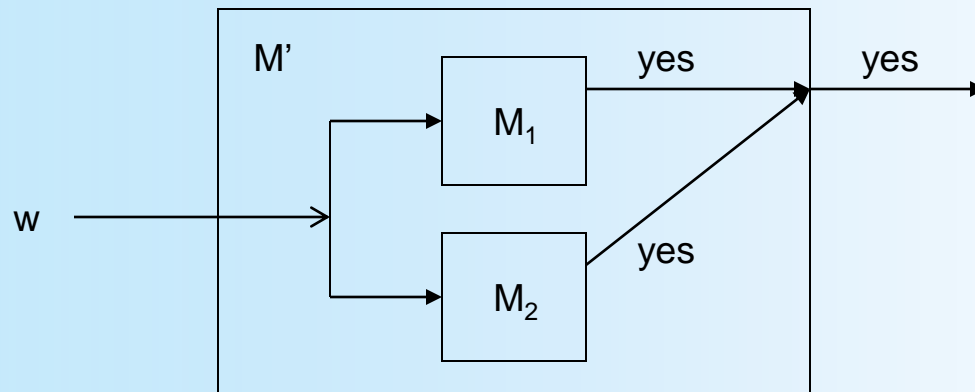 M’
yes
yes
M₁
w
yes
M₂